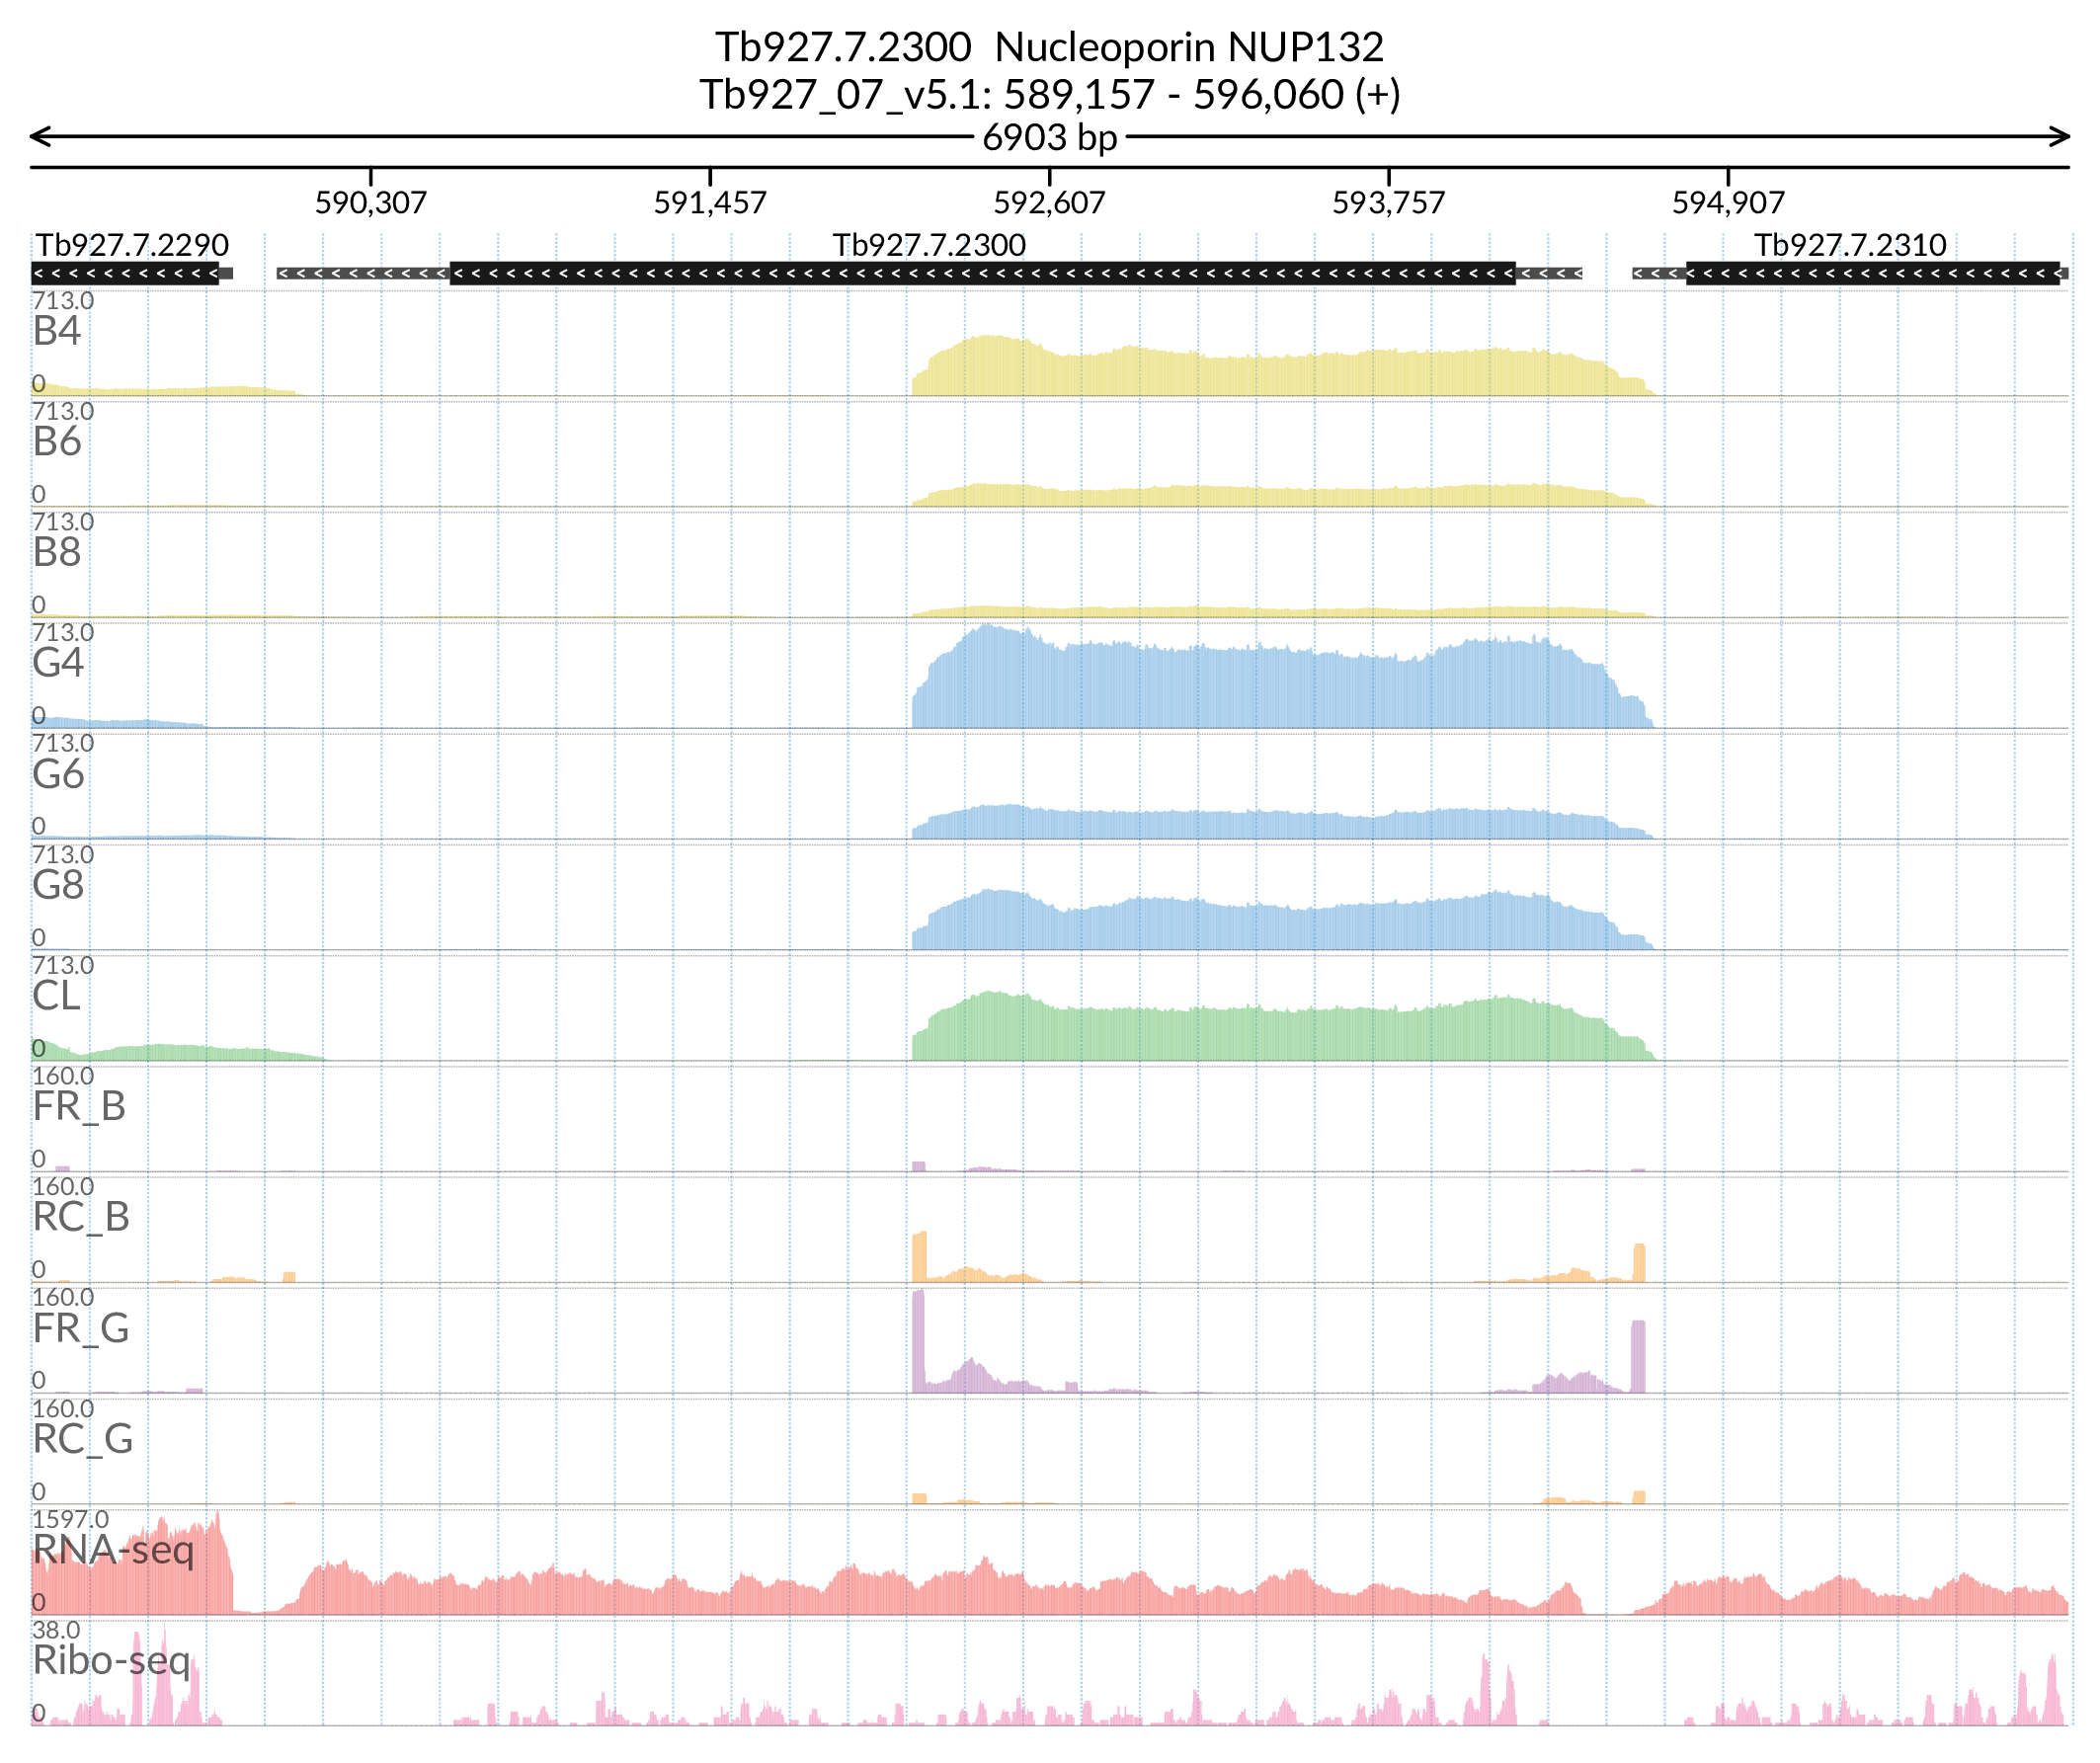 Tb927.7.2300  Nucleoporin NUP132
Tb927_07_v5.1: 589,157 - 596,060 (+)
6903 bp
590,307 591,457 592,607 593,757 594,907
Tb927.7.2290 Tb927.7.2300 Tb927.7.2310
713.0
B4
0
713.0
B6
0
713.0
B8
0
713.0
G4
0
713.0
G6
0
713.0
G8
0
713.0
CL
0
160.0
FR_B
0
160.0
RC_B
0
160.0
FR_G
0
160.0
RC_G
0
1597.0
RNA-seq
0
38.0
Ribo-seq
0